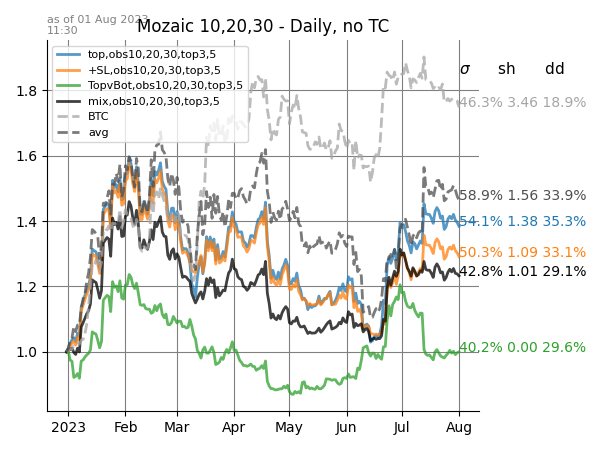 as of 01 Aug 2023
11:30
Mozaic 10,20,30 - Daily, no TC
top,obs10,20,30,top3,5
+SL,obs10,20,30,top3,5
TopvBot,obs10,20,30,top3,5
mix,obs10,20,30,top3,5
BTC
avg
σ sh dd
46.3% 3.46 18.9%
58.9% 1.56 33.9%
54.1% 1.38 35.3%
50.3% 1.09 33.1%
42.8% 1.01 29.1%
40.2% 0.00 29.6%
1.8
1.6
1.4
1.2
1.0
2023 Feb Mar Apr May Jun Jul Aug